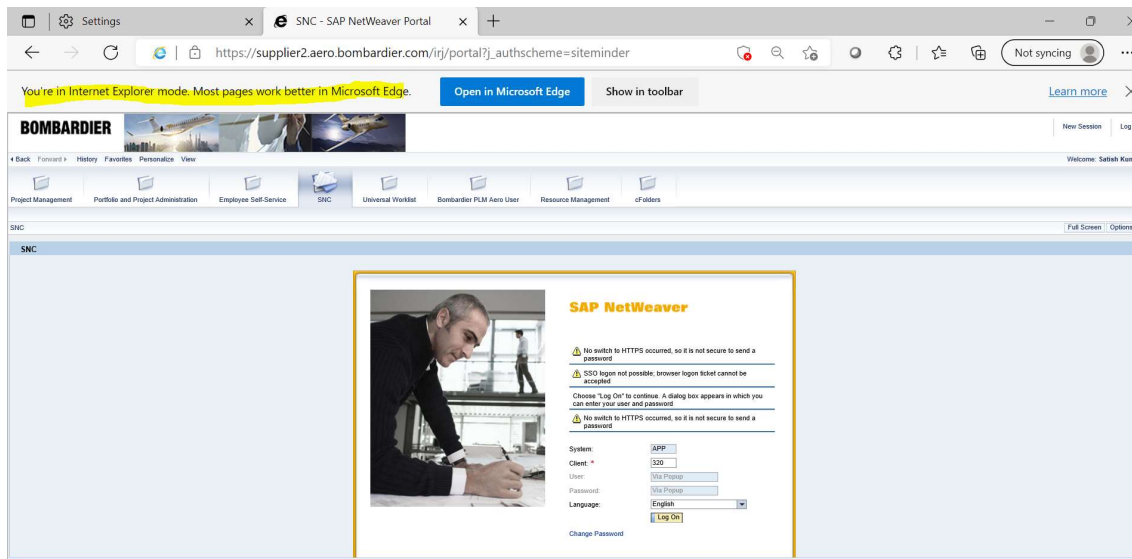 Settings
SNC - SAP NetWeaver Portal
https://supplier2.aero.bombardier.com/irj/portal?j_authscheme=siteminder
Not syncing
You're in Internet Explorer mode. Most pages work better in Microsoft Edge.
Open in Microsoft Edge
Show in toolbar
Learn more
BOMBARDIER
New Session
Log
Back Forward History Favorites Personalize View
Welcome: Satish Kum
Project Management
Portfolio and Project Administration
Employee Self-Service
SNC
Universal Worklist
Bombardier PLM Aero User
Resource Management
cFolders
SNC
Full Screen
Options
SNC
SAP NetWeaver
No switch to HTTPS occurred, so it is not secure to send a
password
SSO logon not possible; browser logon ticket cannot be
accepted
Choose "Log On" to continue. A dialog box appears in which you
can enter your user and password
No switch to HTTPS occurred, so it is not secure to send a
password
System: APP
Client: * 320
User: Via Popup
Password: Via Popup
Language: English
Log On
Change Password